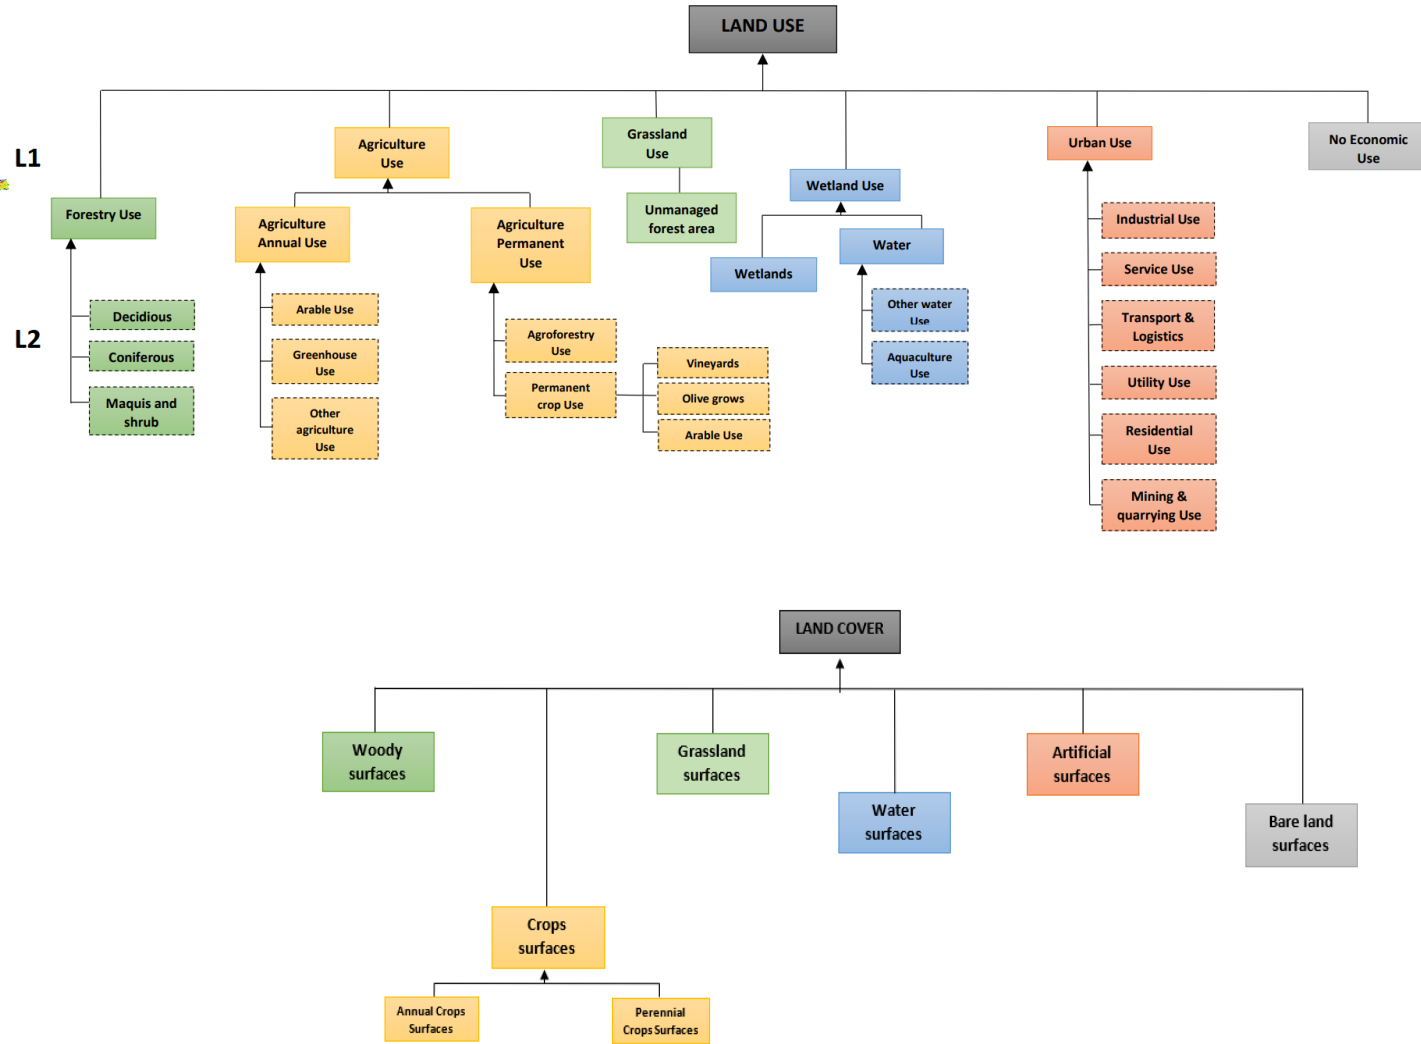 LAND USE
L1
Agriculture
Use
Grassland
Use
Urban Use
No Economic
Use
Forestry Use
Agriculture
Annual Use
Agriculture
Permanent
Use
Unmanaged
forest area
Wetland Use
Wetlands
Water
Industrial Use
Service Use
Transport &
Logistics
Utility Use
Residential
Use
Mining &
quarrying Use
L2
Decidious
Coniferous
Maquis and
shrub
Arable Use
Greenhouse
Use
Other
agriculture
Use
Agroforestry
Use
Permanent
crop Use
Vineyards
Olive grows
Arable Use
Other water
Use
Aquaculture
Use
LAND COVER
Woody
surfaces
Grassland
surfaces
Water
surfaces
Artificial
surfaces
Bare land
surfaces
Crops
surfaces
Annual Crops
Surfaces
Perennial
Crops Surfaces